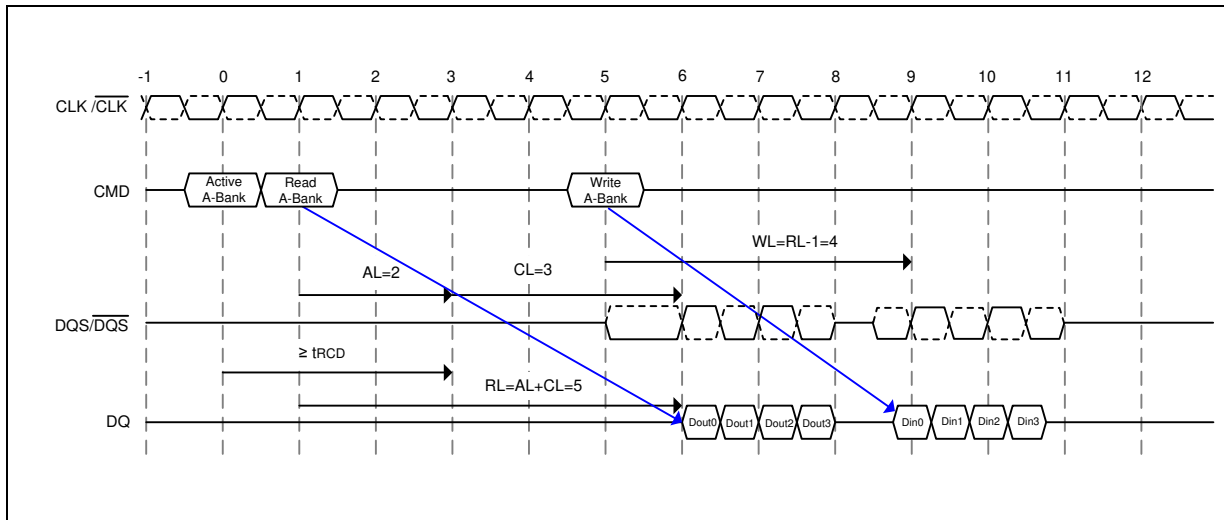 -1 0 1 2 3 4 5 6 7 8 9 10 11 12
CLK /CLK
CMD
Active
A-Bank
Read
A-Bank
Write
A-Bank
WL=RL-1=4
AL=2
CL=3
DQS/DQS
≥ tRCD
RL=AL+CL=5
DQ
Dout0 Dout1 Dout2 Dout3 Din0 Din1 Din2 Din3